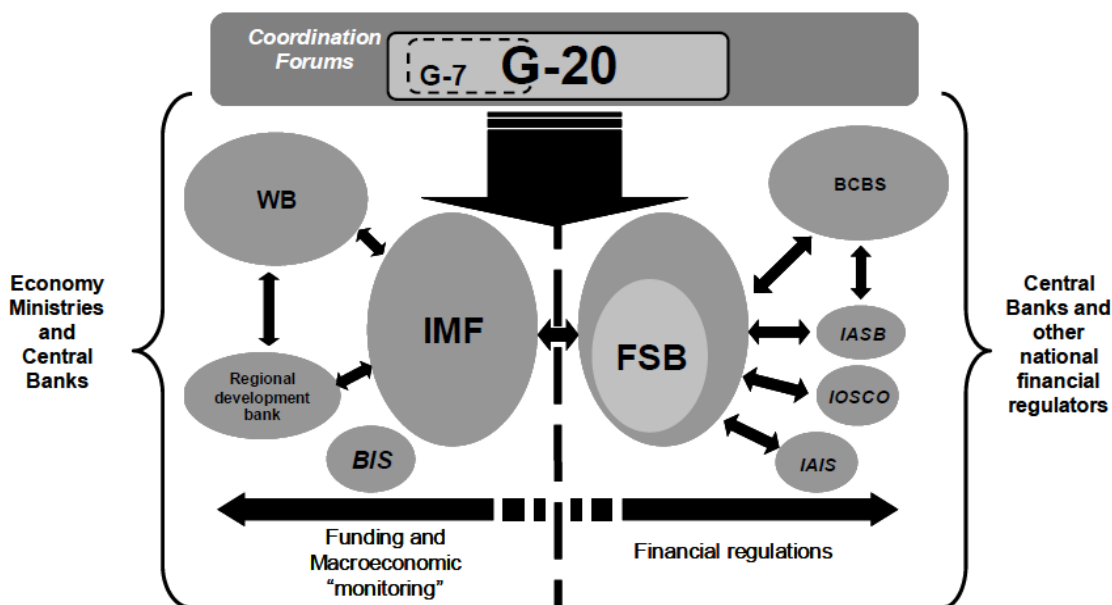 Coordination
Forums
G-7
G-20
WB
BCBS
Economy
Ministries
and
Central
Banks
IMF
FSB
IASB
Central
Banks and
other
national
financial
regulators
Regional
development
bank
IOSCO
BIS
IAIS
Funding and
Macroeconomic
“monitoring”
Financial regulations